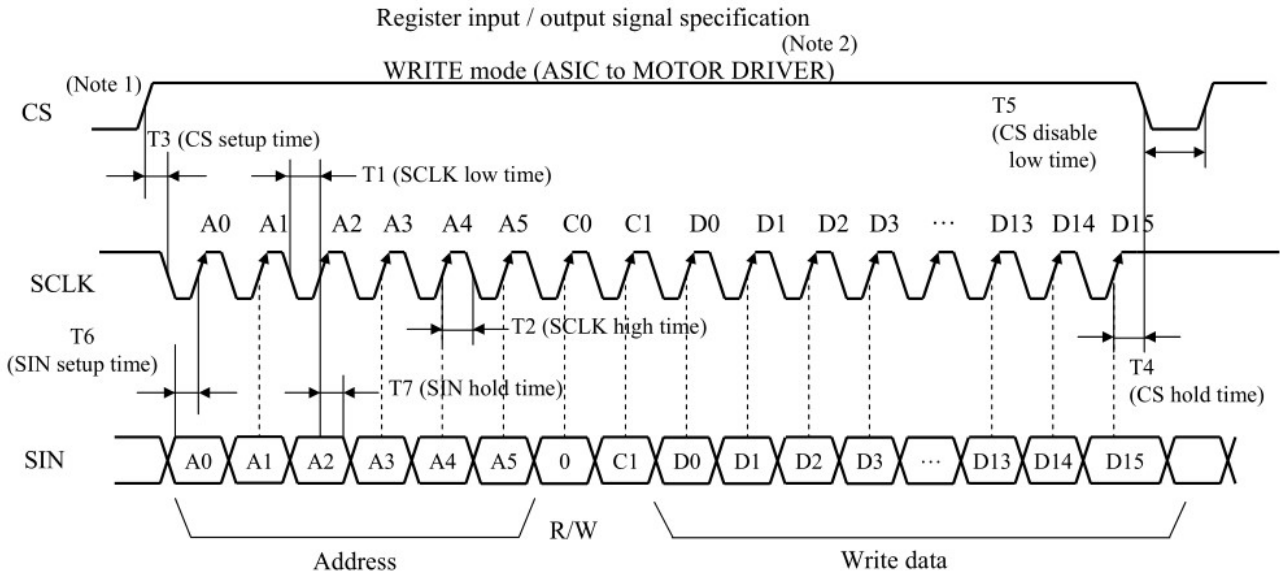 Register input / output signal specification
(Note 2)
WRITE mode (ASIC to MOTOR DRIVER)
(Note 1)
CS
T3 (CS setup time)
T5
(CS disable
low time)
T1 (SCLK low time)
A0 A1 A2 A3 A4 A5 C0 C1 D0 D1 D2 D3 ... D13 D14 D15
SCLK
T2 (SCLK high time)
T6
(SIN setup time)
T7 (SIN hold time)
T4
(CS hold time)
SIN
A0 A1 A2 A3 A4 A5 0 C1 D0 D1 D2 D3 ... D13 D14 D15
R/W
Address
Write data